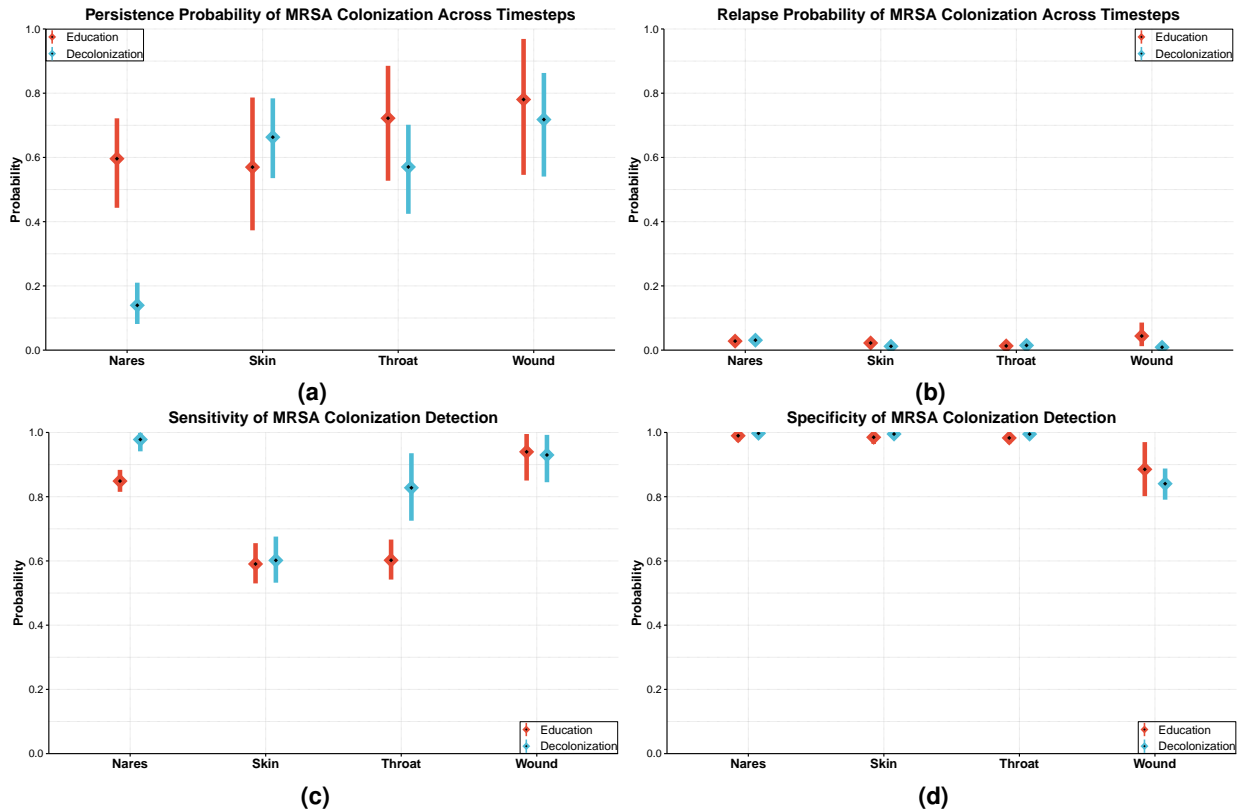 Persistence Probability of MRSA Colonization Across Timesteps
1.0
0.8
0.6
0.4
0.2
0.0
Probability
Education
Decolonization
Nares Skin Throat Wound
(a)
Relapse Probability of MRSA Colonization Across Timesteps
1.0
0.8
0.6
0.4
0.2
0.0
Probability
Education
Decolonization
Nares Skin Throat Wound
(b)
Sensitivity of MRSA Colonization Detection
1.0
0.8
0.6
0.4
0.2
0.0
Probability
Education
Decolonization
Nares Skin Throat Wound
(c)
Specificity of MRSA Colonization Detection
1.0
0.8
0.6
0.4
0.2
0.0
Probability
Education
Decolonization
Nares Skin Throat Wound
(d)